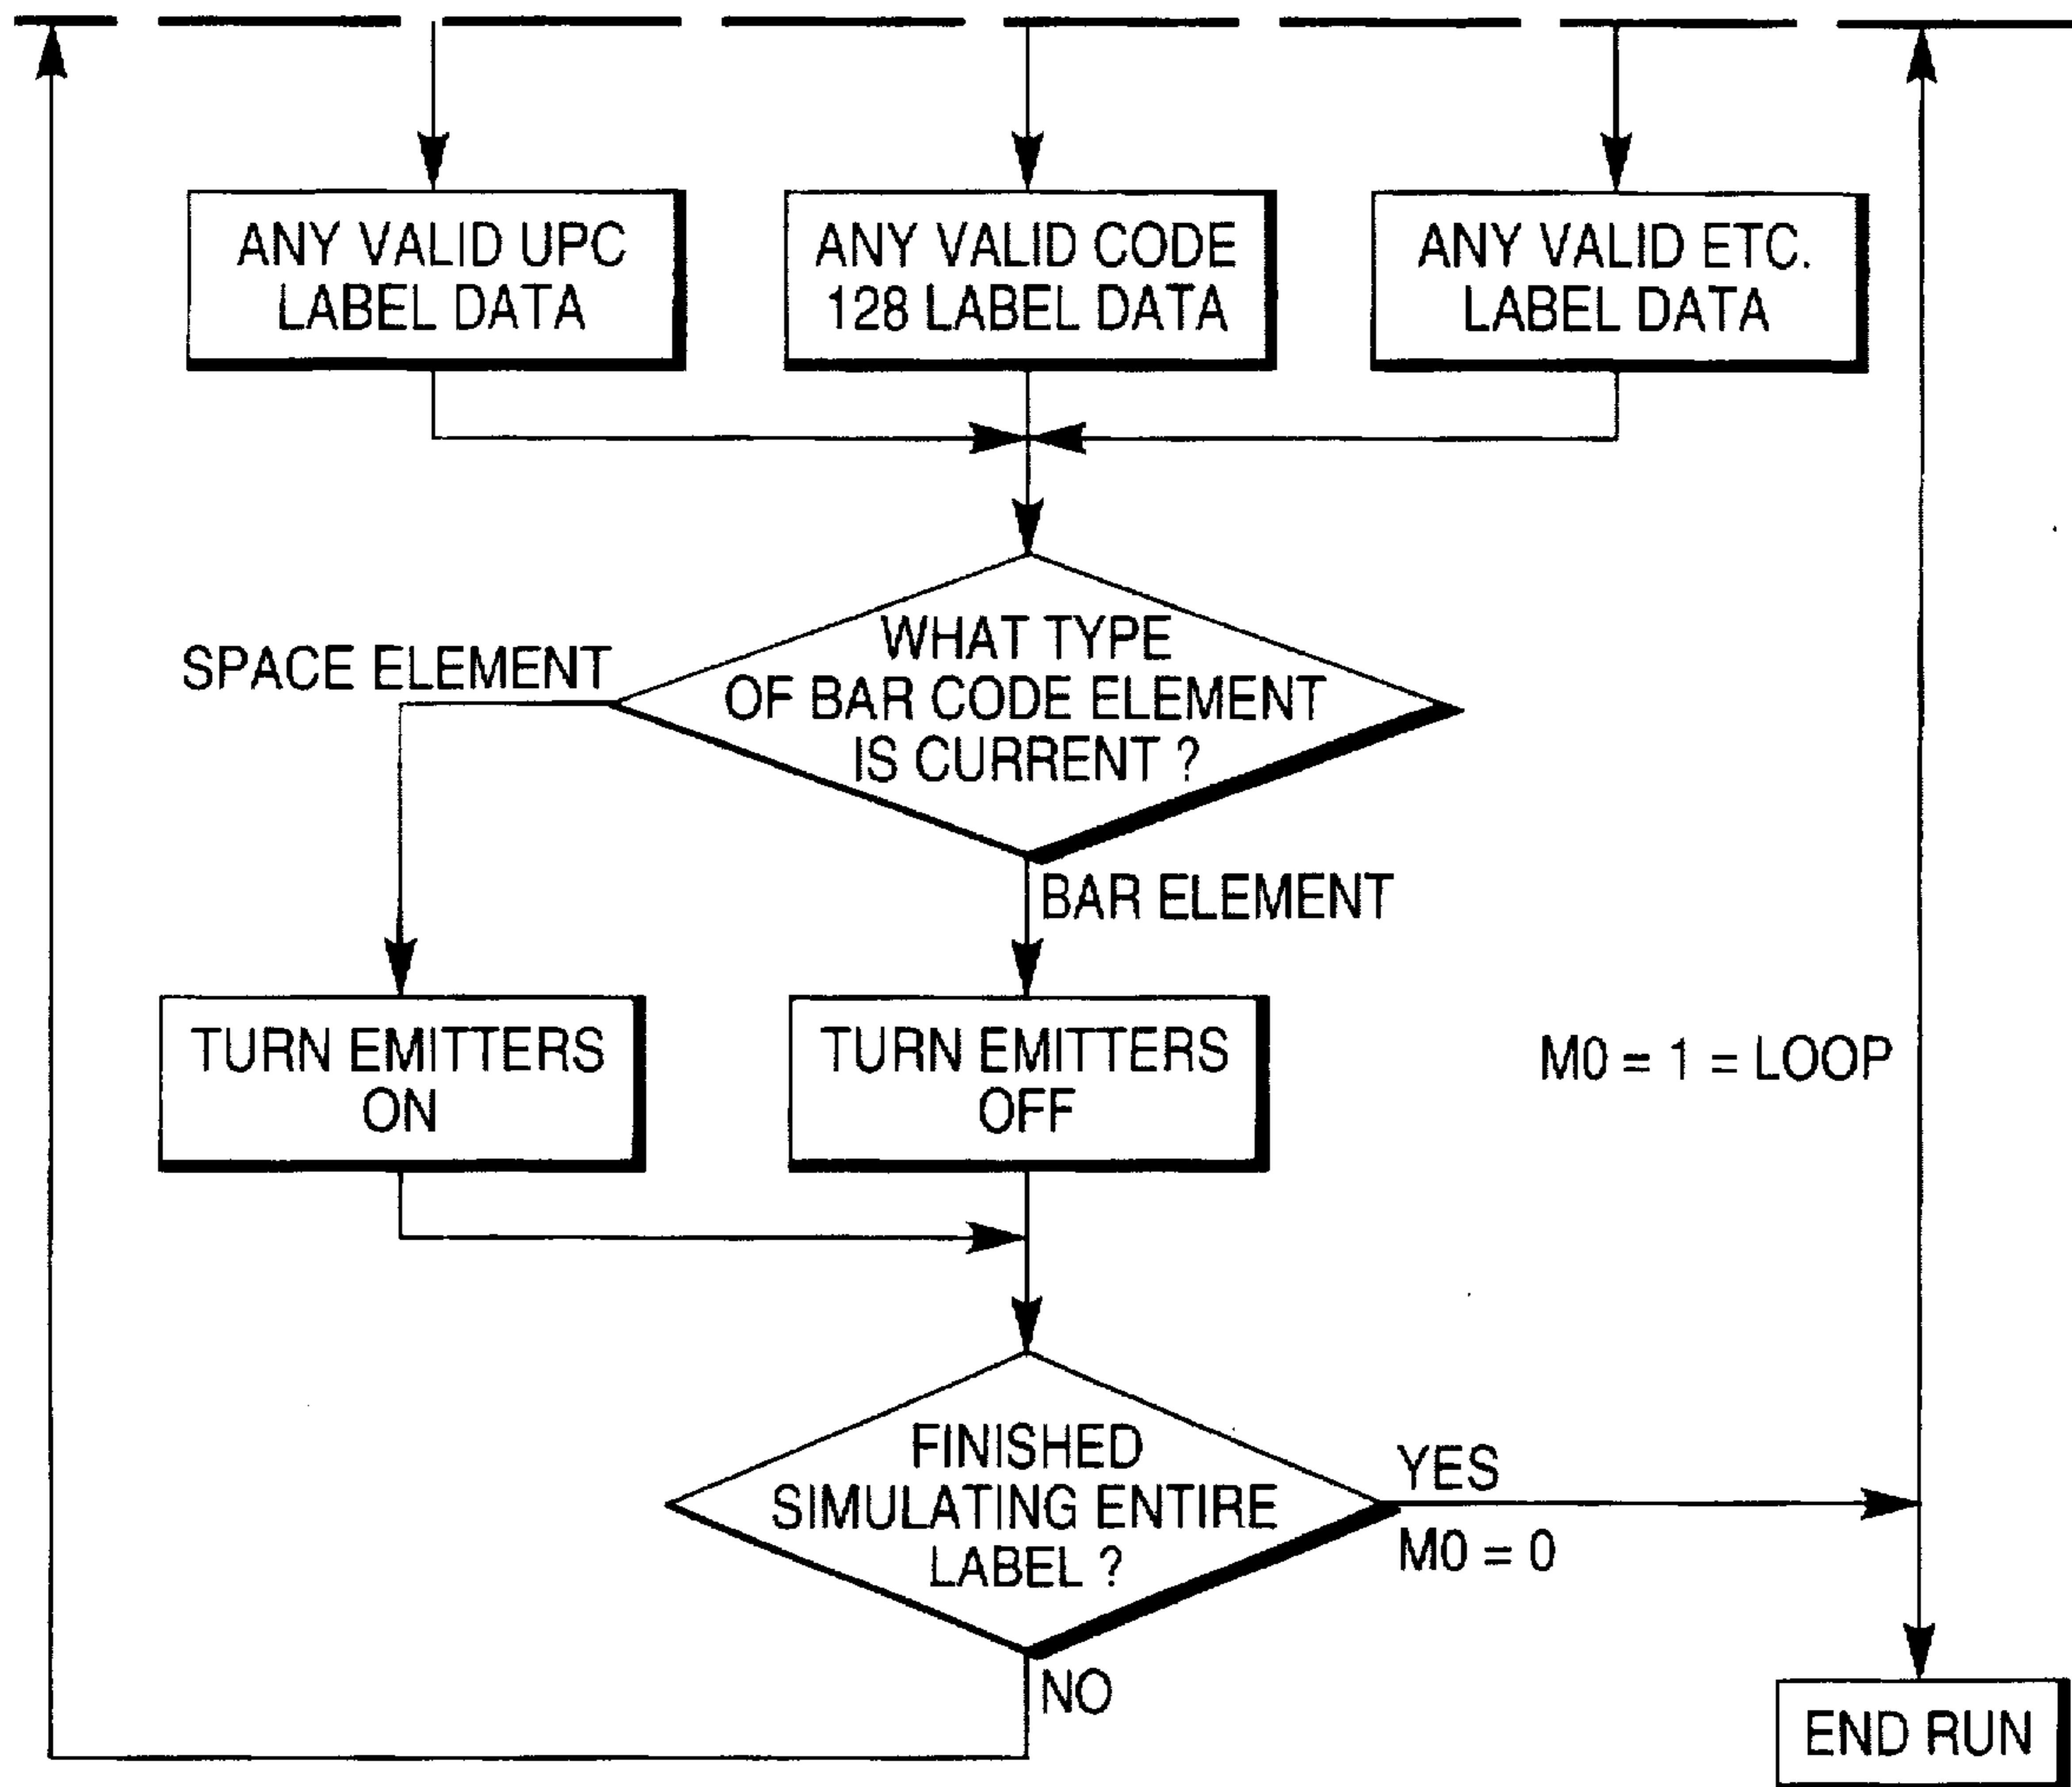 ANY VALID UPC
LABEL DATA
ANY VALID CODE
128 LABEL DATA
ANY VALID ETC.
LABEL DATA
WHAT TYPE
OF BAR CODE ELEMENT
IS CURRENT ?
SPACE ELEMENT
BAR ELEMENT
TURN EMITTERS
ON
TURN EMITTERS
OFF
M0 = 1 = LOOP
FINISHED
SIMULATING ENTIRE
LABEL ?
YES
M0 = 0
NO
END RUN